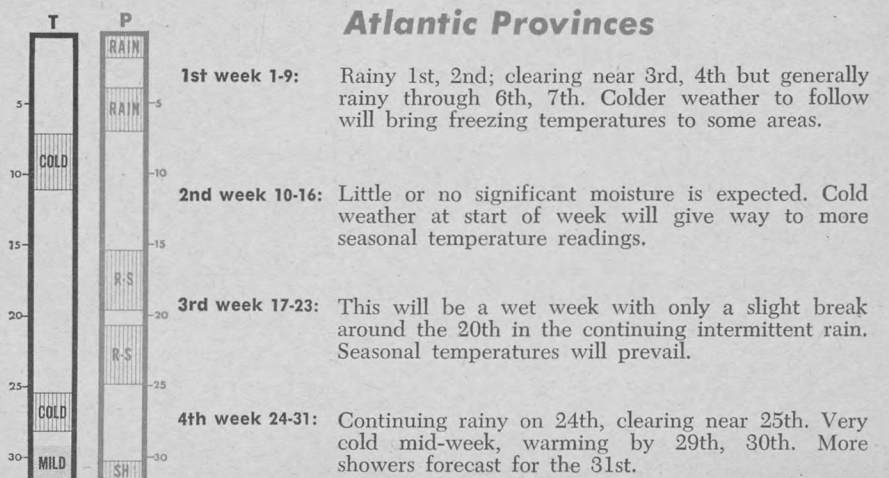 Atlantic Provinces
T
P
RAIN
RAIN
R-S
R-S
SH
COLD
COLD
MILD
5-
10-
15-
20-
25-
30-
-5
-10
-15
-20
-25
-30
1st week 1-9: Rainy 1st, 2nd; clearing near 3rd, 4th but generally
rainy through 6th, 7th. Colder weather to follow
will bring freezing temperatures to some areas.
2nd week 10-16: Little or no significant moisture is expected. Cold
weather at start of week will give way to more
seasonal temperature readings.
3rd week 17-23: This will be a wet week with only a slight break
around the 20th in the continuing intermittent rain.
Seasonal temperatures will prevail.
4th week 24-31: Continuing rainy on 24th, clearing near 25th. Very
cold mid-week, warming by 29th, 30th. More
showers forecast for the 31st.